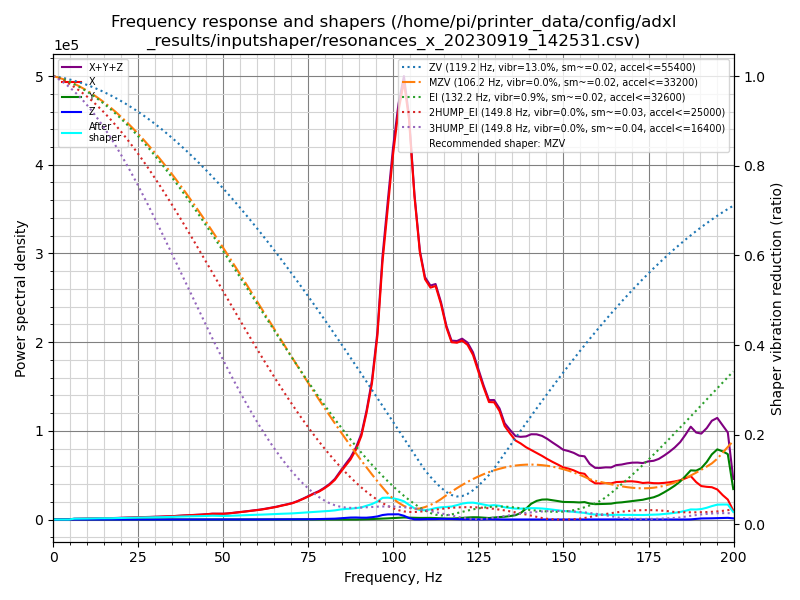 Frequency response and shapers (/home/pi/printer_data/config/adxl
_results/inputshaper/resonances_x_20230919_142531.csv)
1e5
X+Y+Z
X
Y
Z
After
shaper
ZV (119.2 Hz, vibr=13.0%, sm~=0.02, accel<=55400)
MZV (106.2 Hz, vibr=0.0%, sm~=0.02, accel<=33200)
EI (132.2 Hz, vibr=0.9%, sm~=0.02, accel<=32600)
2HUMP_EI (149.8 Hz, vibr=0.0%, sm~=0.03, accel<=25000)
3HUMP_EI (149.8 Hz, vibr=0.0%, sm~=0.04, accel<=16400)
Recommended shaper: MZV
5
4
3
2
1
0
Power spectral density
1.0
0.8
0.6
0.4
0.2
0.0
Shaper vibration reduction (ratio)
0 25 50 75 100 125 150 175 200
Frequency, Hz